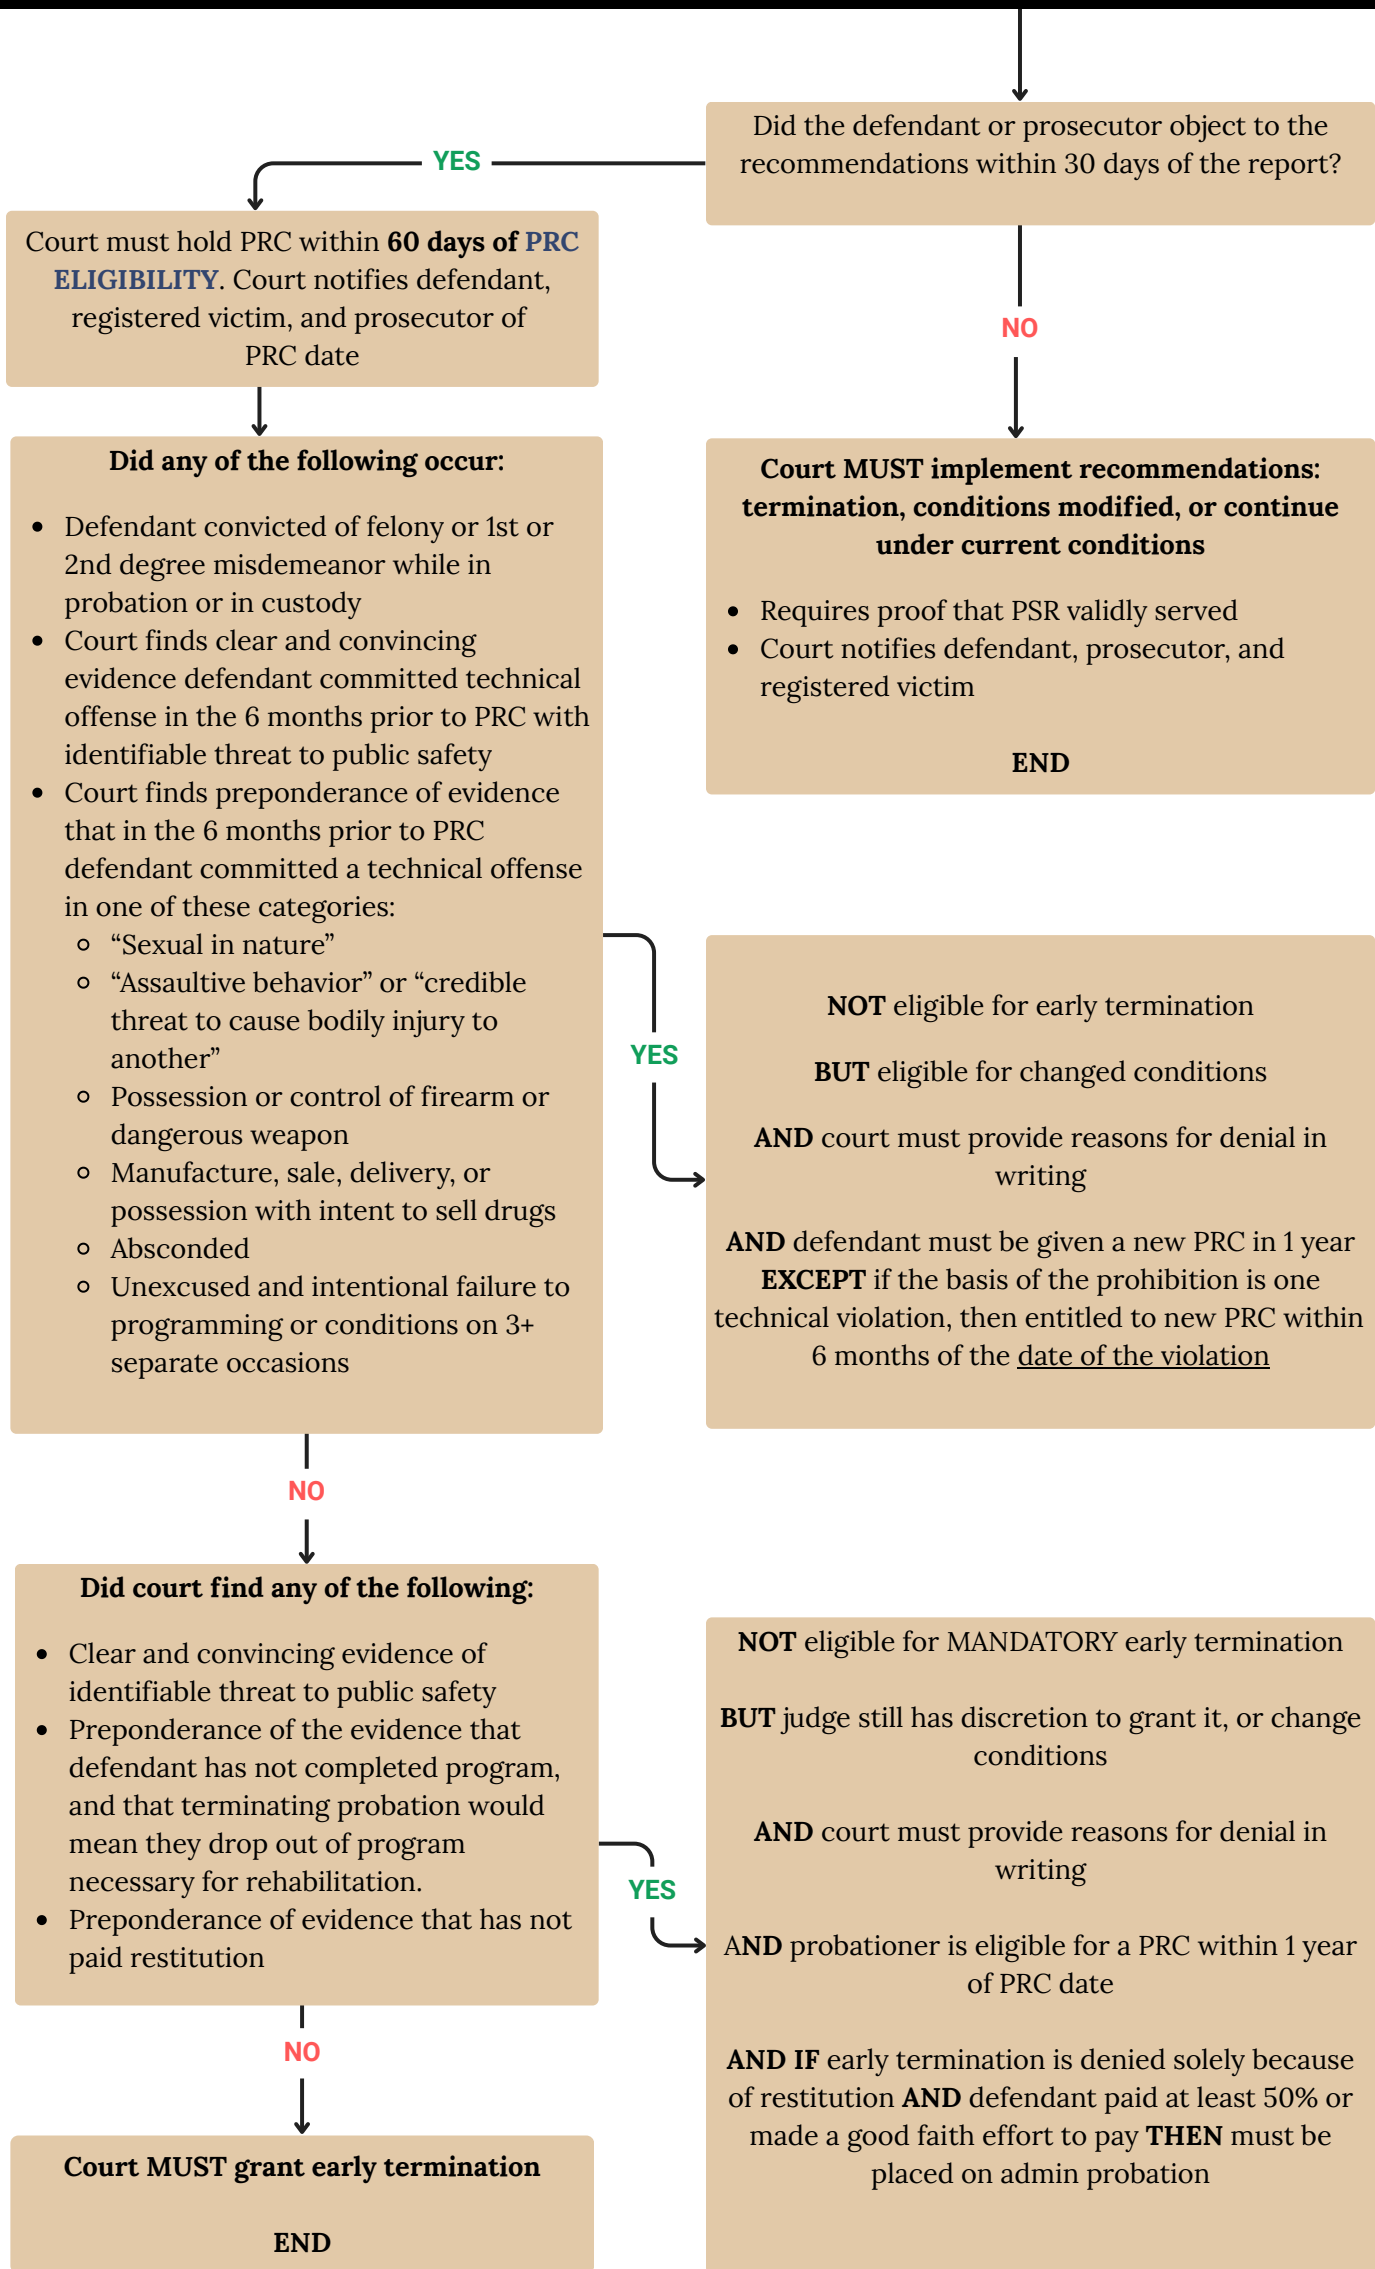 Did the defendant or prosecutor object to the
recommendations within 30 days of the report?
YES
Court must hold PRC within 60 days of PRC
ELIGIBILITY. Court notifies defendant,
registered victim, and prosecutor of
PRC date
NO
Court MUST implement recommendations:
termination, conditions modified, or continue
under current conditions
• Requires proof that PSR validly served
• Court notifies defendant, prosecutor, and
registered victim
END
Did any of the following occur:
• Defendant convicted of felony or 1st or
2nd degree misdemeanor while in
probation or in custody
• Court finds clear and convincing
evidence defendant committed technical
offense in the 6 months prior to PRC with
identifiable threat to public safety
• Court finds preponderance of evidence
that in the 6 months prior to PRC
defendant committed a technical offense
in one of these categories:
◦ “Sexual in nature”
◦ “Assaultive behavior” or “credible
threat to cause bodily injury to
another”
◦ Possession or control of firearm or
dangerous weapon
◦ Manufacture, sale, delivery, or
possession with intent to sell drugs
◦ Absconded
◦ Unexcused and intentional failure to
programming or conditions on 3+
separate occasions
YES
NOT eligible for early termination
BUT eligible for changed conditions
AND court must provide reasons for denial in
writing
AND defendant must be given a new PRC in 1 year
EXCEPT if the basis of the prohibition is one
technical violation, then entitled to new PRC within
6 months of the date of the violation
NO
Did court find any of the following:
• Clear and convincing evidence of
identifiable threat to public safety
• Preponderance of the evidence that
defendant has not completed program,
and that terminating probation would
mean they drop out of program
necessary for rehabilitation.
• Preponderance of evidence that has not
paid restitution
YES
NOT eligible for MANDATORY early termination
BUT judge still has discretion to grant it, or change
conditions
AND court must provide reasons for denial in
writing
AND probationer is eligible for a PRC within 1 year
of PRC date
AND IF early termination is denied solely because
of restitution AND defendant paid at least 50% or
made a good faith effort to pay THEN must be
placed on admin probation
NO
Court MUST grant early termination
END